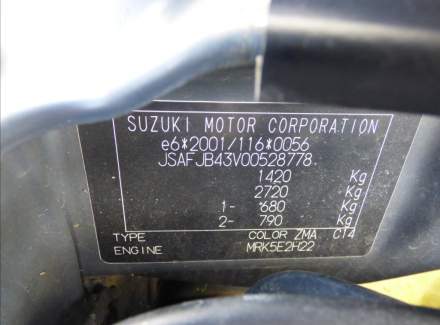 SUZUKI MOTOR CORPORATION
e6*2001/116*0056
JSAFJB43V00528778
1420 Kg
2720 Kg
1- 680 Kg
2- 790 Kg
TYPE COLOR ZMA CT4
ENGINE MRK5E2H22